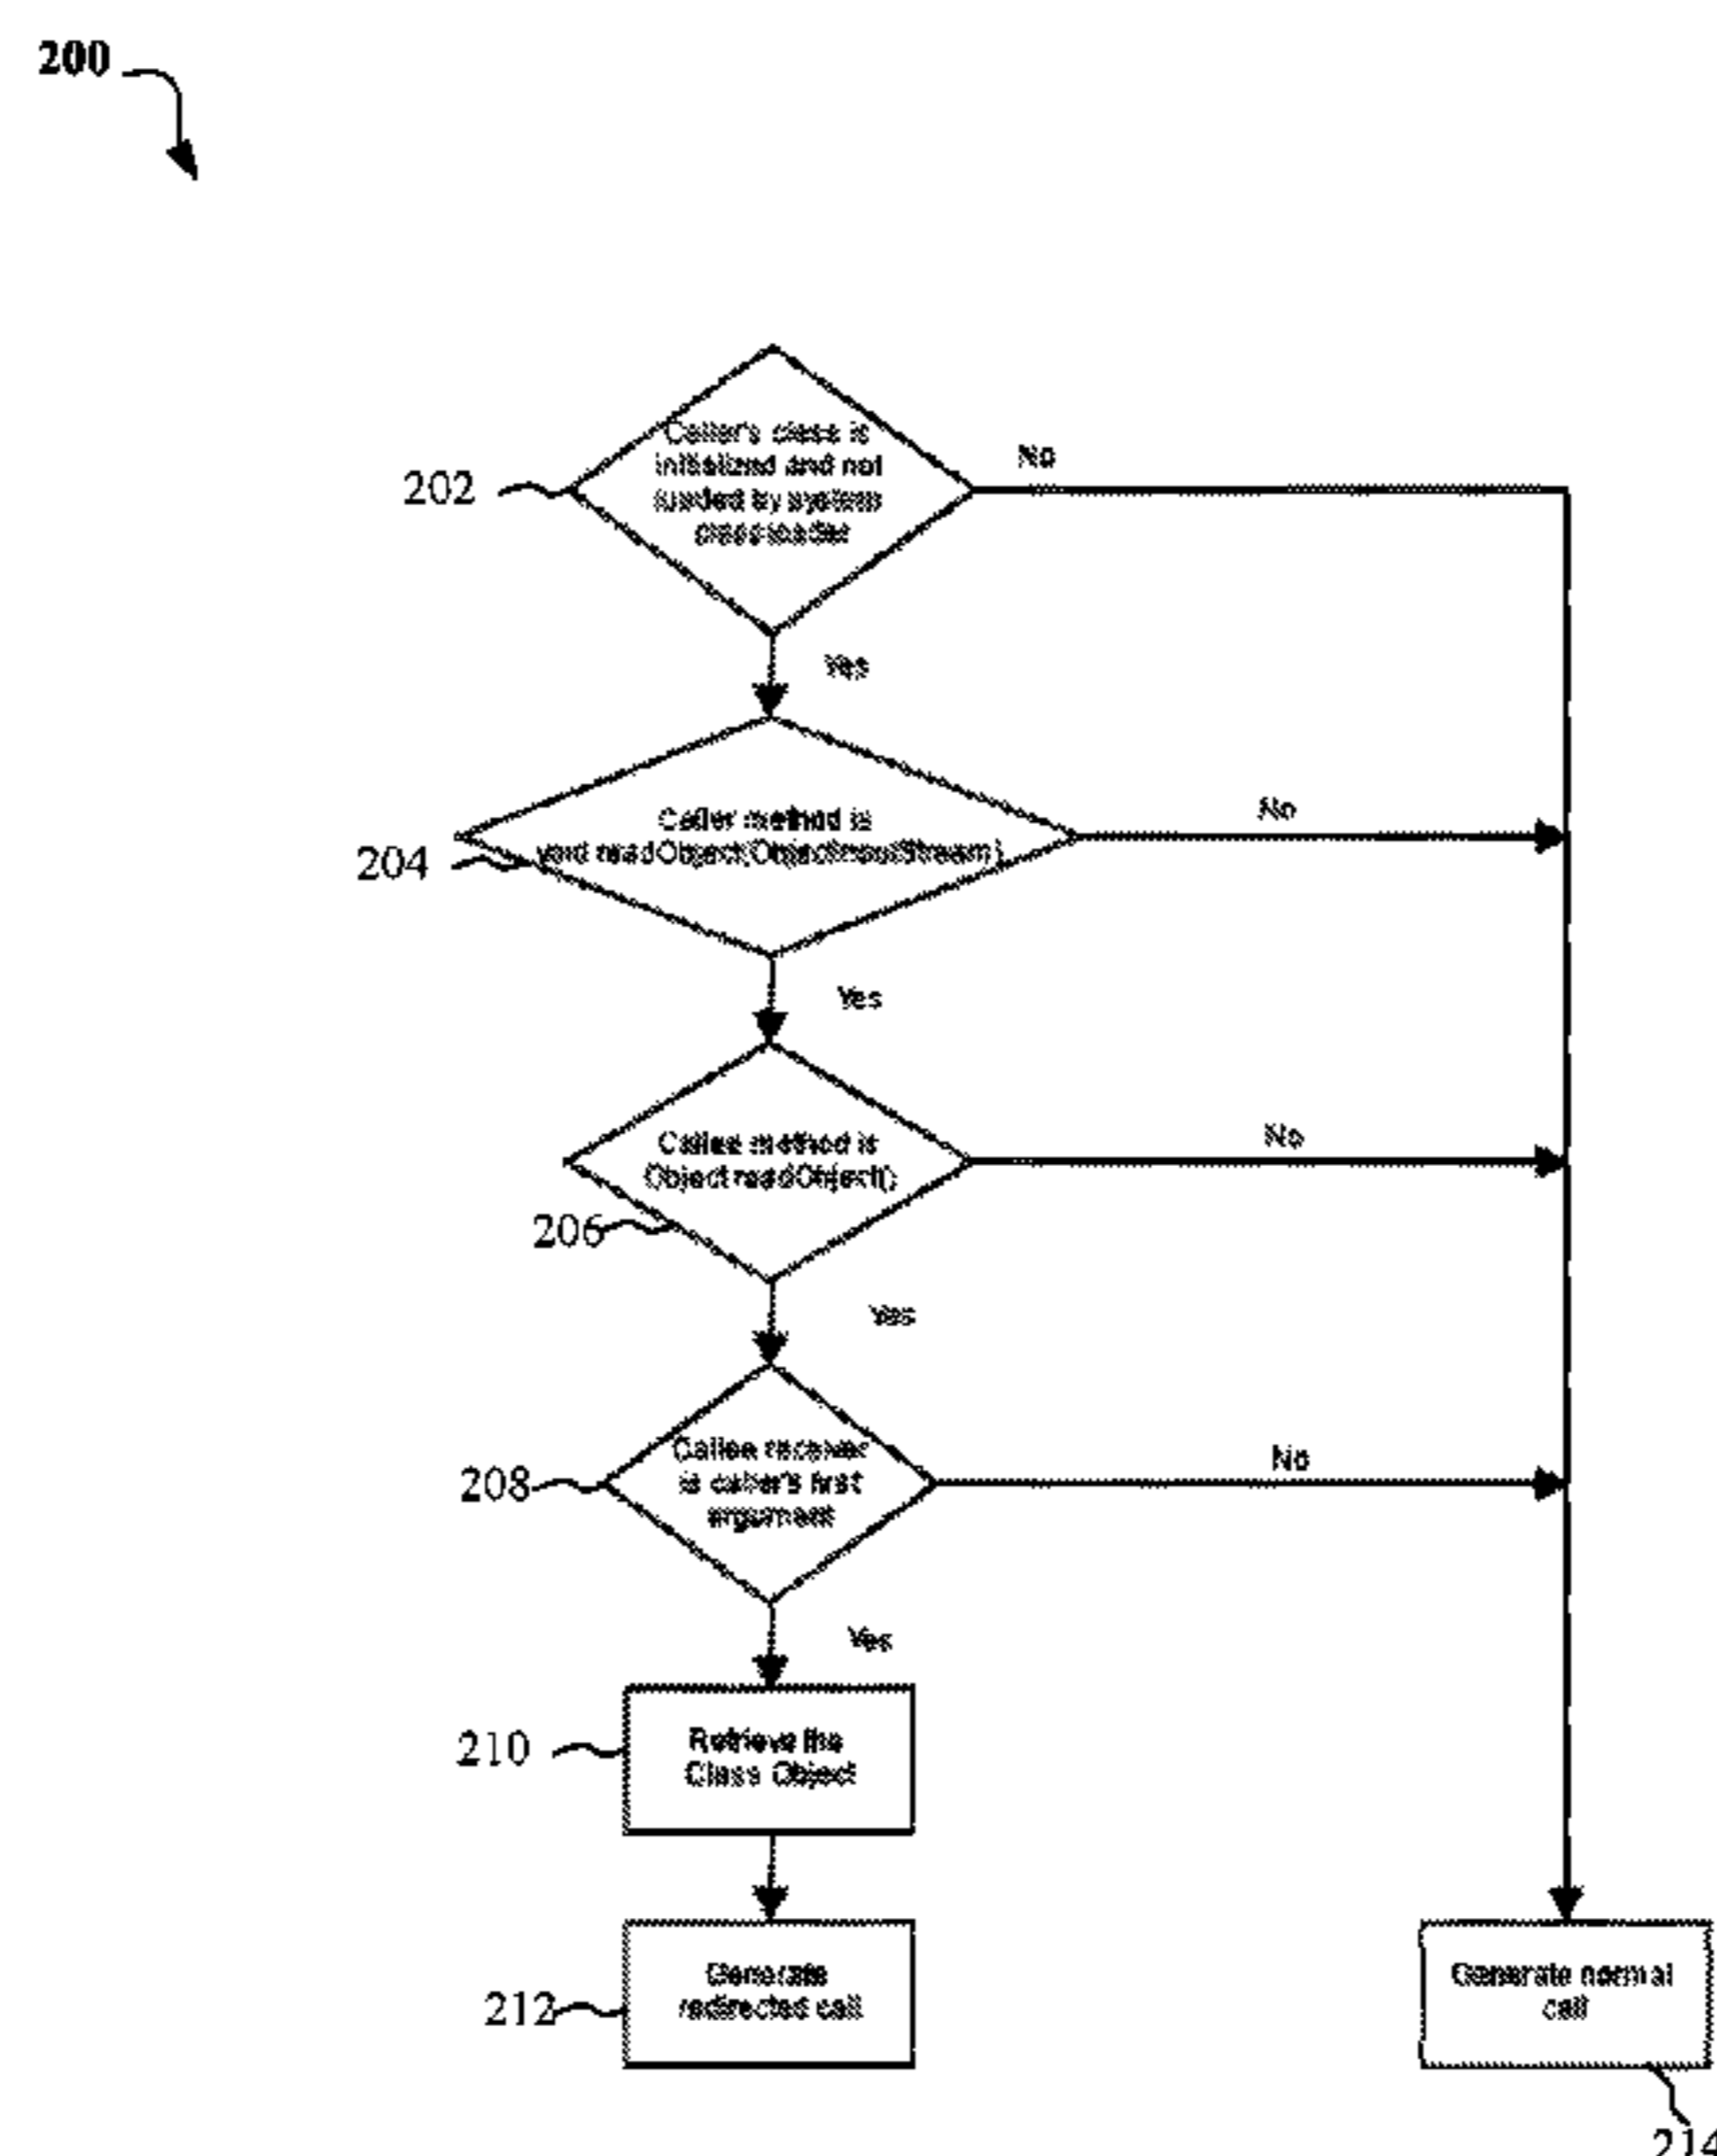 200
Caller's class is
initialized and not
loaded by system
classloader
No
202
Yes
Caller method is
void readObject(ObjectInputStream)
No
204
Yes
Callee method is
Object readObject()
No
206
Yes
Callee receiver
is caller's first
argument
No
208
Yes
Retrieve the
Class Object
210
Generate
redirected call
212
Generate normal
call
214